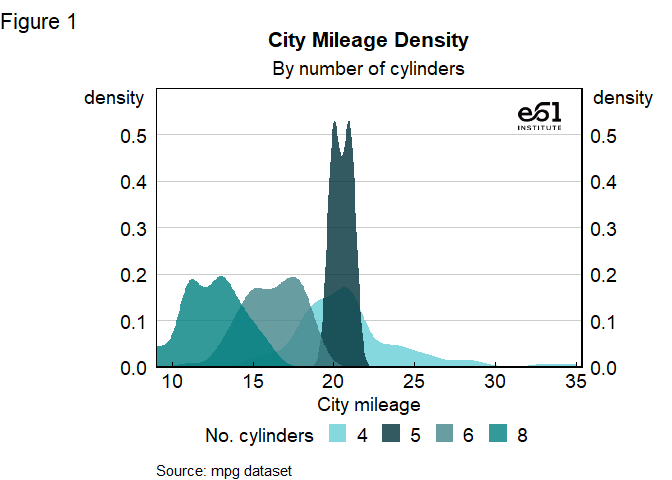 Figure 1
City Mileage Density
By number of cylinders
density density
e61
INSTITUTE
0.5 0.5
0.4 0.4
0.3 0.3
0.2 0.2
0.1 0.1
0.0 0.0
10 15 20 25 30 35
City mileage
No. cylinders 4 5 6 8
Source: mpg dataset